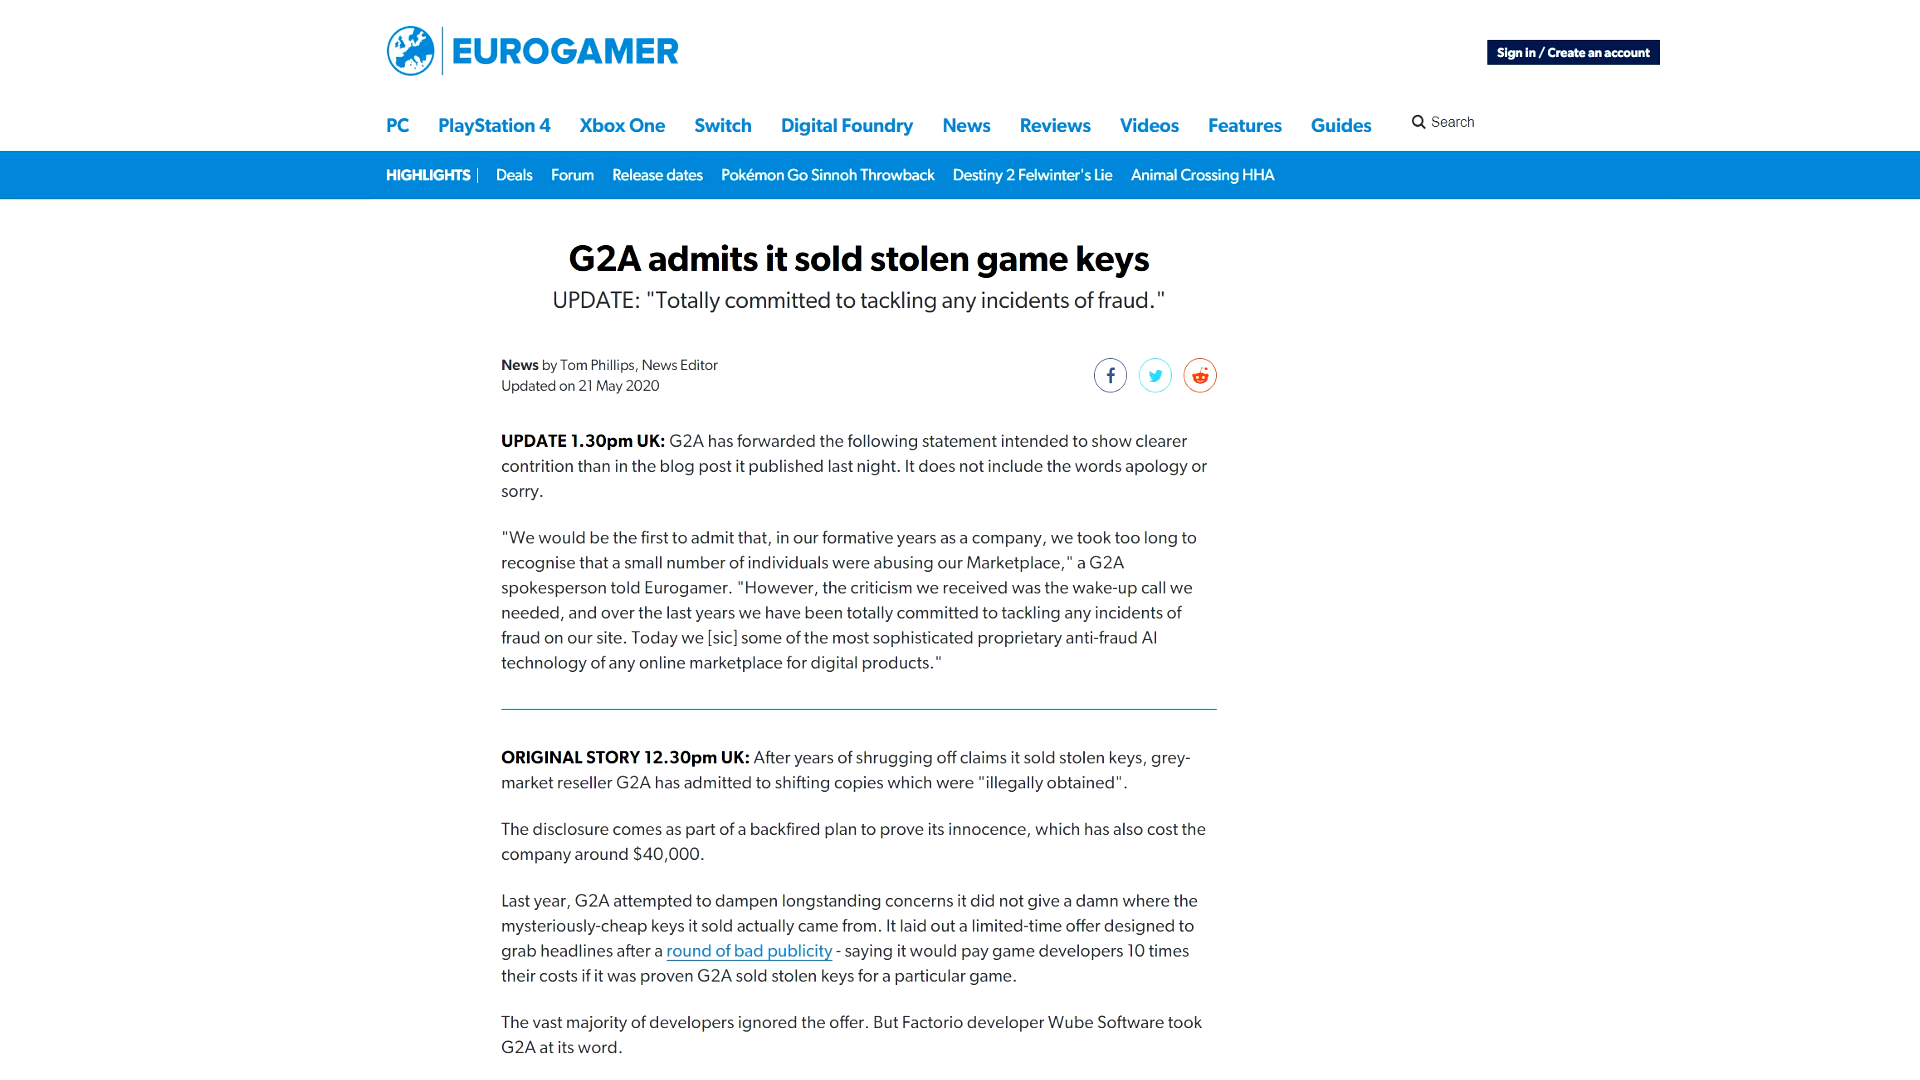 EUROGAMER
Sign in / Create an account
PC PlayStation 4 Xbox One Switch Digital Foundry News Reviews Videos Features Guides Search
HIGHLIGHTS Deals Forum Release dates Pokémon Go Sinnoh Throwback Destiny 2 Felwinter's Lie Animal Crossing HHA
G2A admits it sold stolen game keys
UPDATE: "Totally committed to tackling any incidents of fraud."
News by Tom Phillips, News Editor
Updated on 21 May 2020
UPDATE 1.30pm UK: G2A has forwarded the following statement intended to show clearer
contrition than in the blog post it published last night. It does not include the words apology or
sorry.
"We would be the first to admit that, in our formative years as a company, we took too long to
recognise that a small number of individuals were abusing our Marketplace," a G2A
spokesperson told Eurogamer. "However, the criticism we received was the wake-up call we
needed, and over the last years we have been totally committed to tackling any incidents of
fraud on our site. Today we [sic] some of the most sophisticated proprietary anti-fraud AI
technology of any online marketplace for digital products."
ORIGINAL STORY 12.30pm UK: After years of shrugging off claims it sold stolen keys, grey-
market reseller G2A has admitted to shifting copies which were "illegally obtained".
The disclosure comes as part of a backfired plan to prove its innocence, which has also cost the
company around $40,000.
Last year, G2A attempted to dampen longstanding concerns it did not give a damn where the
mysteriously-cheap keys it sold actually came from. It laid out a limited-time offer designed to
grab headlines after a round of bad publicity - saying it would pay game developers 10 times
their costs if it was proven G2A sold stolen keys for a particular game.
The vast majority of developers ignored the offer. But Factorio developer Wube Software took
G2A at its word.